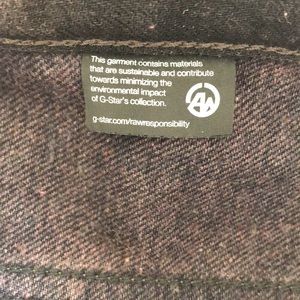 This garment contains materials
that are sustainable and contribute
towards minimizing the
environmental impact
of G-Star's collection.
g-star.com/rawresponsibility